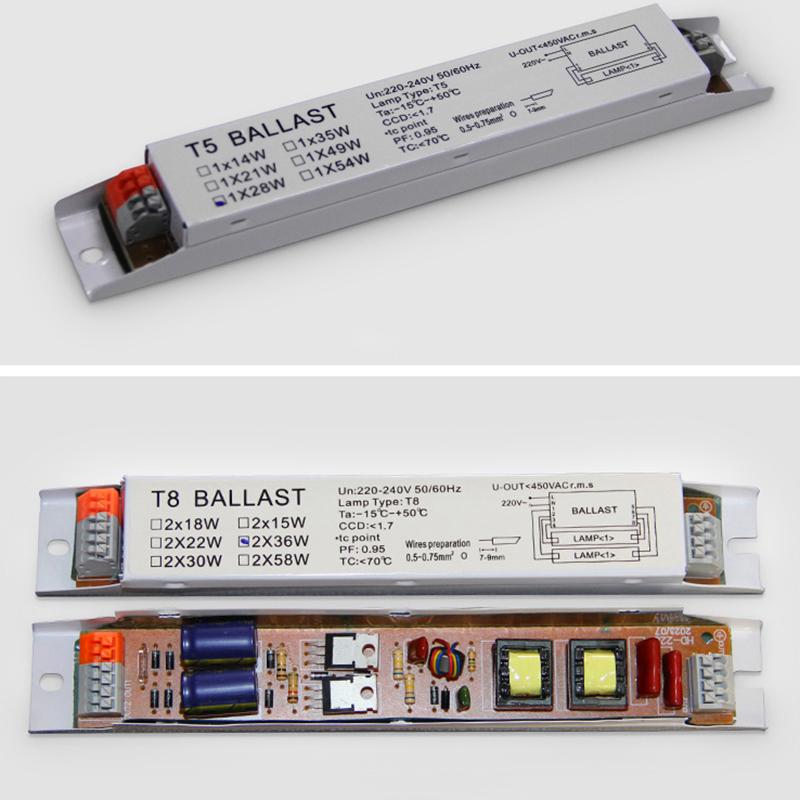 T5 BALLAST
1x14W 1x35W
1X21W 1X49W
1X28W 1X54W
Un:220-240V 50/60Hz
Lamp Type: T5
Ta:-15℃-+50℃
CCD:<1.7
·tc point
PF: 0.95
TC:<70℃
Wires preparation
0.5-0.75mm² O
7-9mm
U-OUT<450VACr.m.s
220V~
BALLAST
LAMP<1>
T8 BALLAST
2x18W 2x15W
2X22W 2X36W
2X30W 2X58W
Un:220-240V 50/60Hz
Lamp Type: T8
Ta:-15℃-+50℃
CCD:<1.7
·tc point
PF: 0.95
TC:<70℃
Wires preparation
0.5-0.75mm² O
7-9mm
U-OUT<450VACr.m.s
220V~
L
N
BALLAST
LAMP<1>
LAMP<1>
OUT1